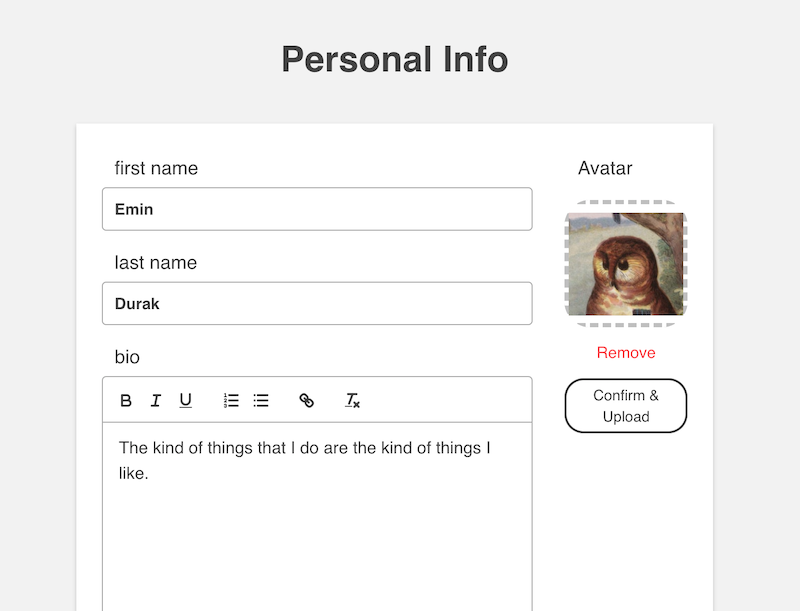 Personal Info
first name
Emin
last name
Durak
bio
B I U
The kind of things that I do are the kind of things I
like.
Avatar
Remove
Confirm &
Upload